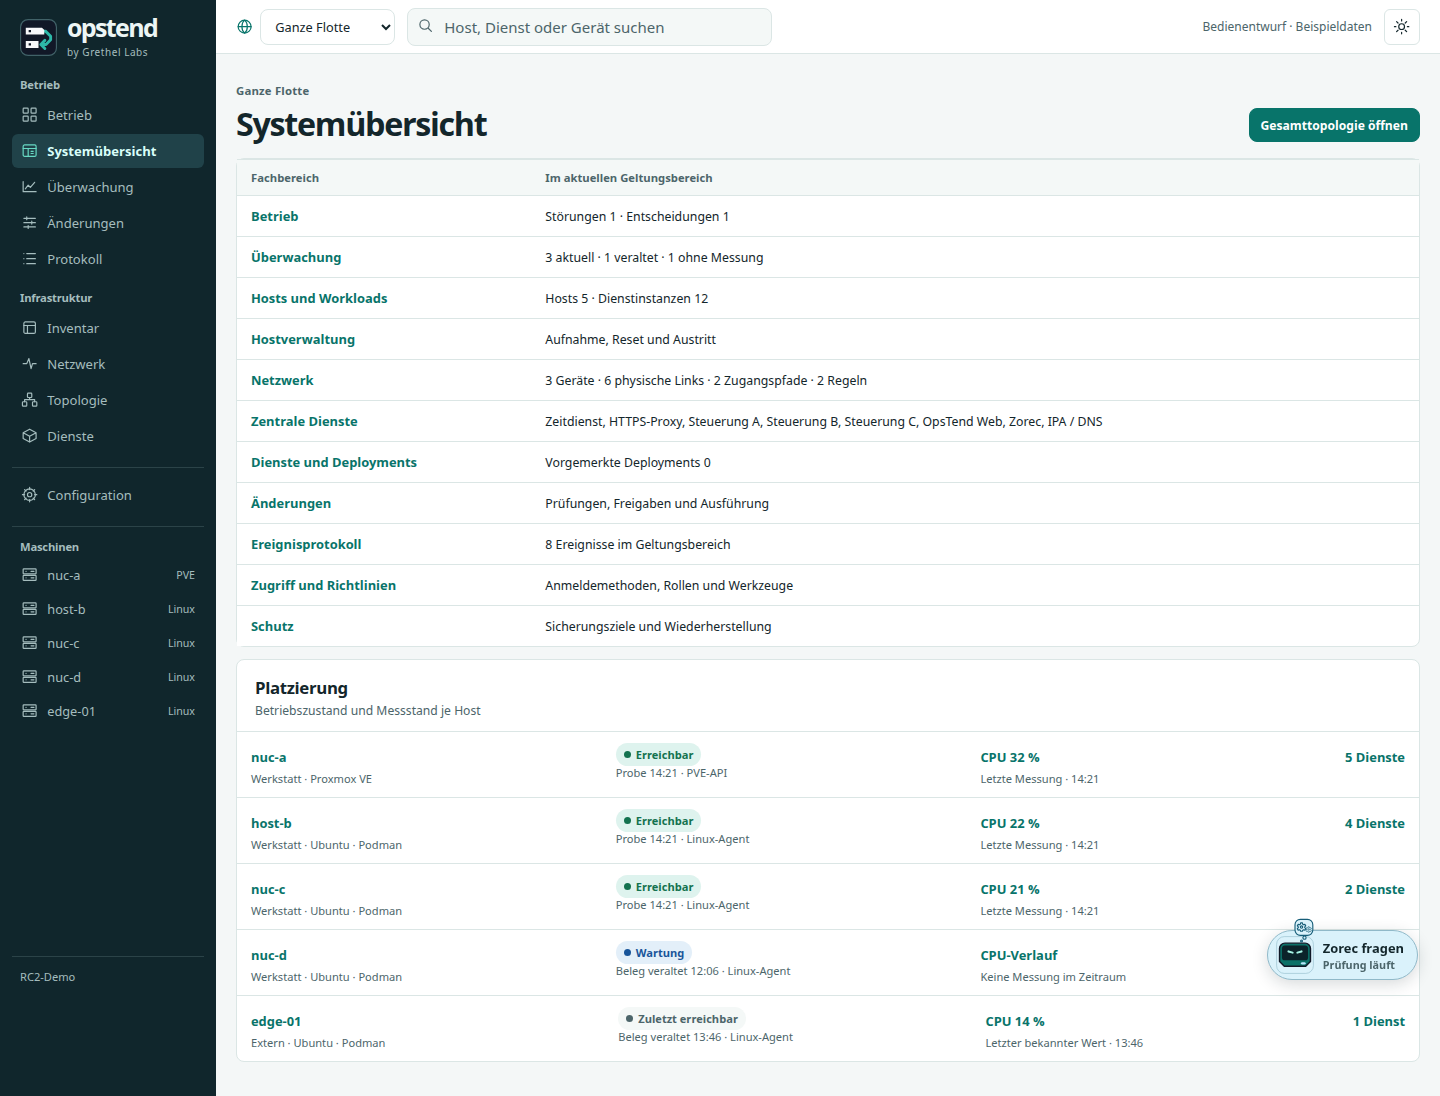 opstend
by Grethel Labs
Betrieb
Betrieb
Systemübersicht
Überwachung
Änderungen
Protokoll
Infrastruktur
Inventar
Netzwerk
Topologie
Dienste
Configuration
Maschinen
nuc-a PVE
host-b Linux
nuc-c Linux
nuc-d Linux
edge-01 Linux
RC2-Demo
Ganze Flotte
Host, Dienst oder Gerät suchen
Bedienentwurf · Beispieldaten
Ganze Flotte
Systemübersicht
Gesamttopologie öffnen
Fachbereich Im aktuellen Geltungsbereich
Betrieb Störungen 1 · Entscheidungen 1
Überwachung 3 aktuell · 1 veraltet · 1 ohne Messung
Hosts und Workloads Hosts 5 · Dienstinstanzen 12
Hostverwaltung Aufnahme, Reset und Austritt
Netzwerk 3 Geräte · 6 physische Links · 2 Zugangspfade · 2 Regeln
Zentrale Dienste Zeitdienst, HTTPS-Proxy, Steuerung A, Steuerung B, Steuerung C, OpsTend Web, Zorec, IPA / DNS
Dienste und Deployments Vorgemerkte Deployments 0
Änderungen Prüfungen, Freigaben und Ausführung
Ereignisprotokoll 8 Ereignisse im Geltungsbereich
Zugriff und Richtlinien Anmeldemethoden, Rollen und Werkzeuge
Schutz Sicherungsziele und Wiederherstellung
Platzierung
Betriebszustand und Messstand je Host
nuc-a Erreichbar CPU 32 % 5 Dienste
Werkstatt · Proxmox VE Probe 14:21 · PVE-API Letzte Messung · 14:21
host-b Erreichbar CPU 22 % 4 Dienste
Werkstatt · Ubuntu · Podman Probe 14:21 · Linux-Agent Letzte Messung · 14:21
nuc-c Erreichbar CPU 21 % 2 Dienste
Werkstatt · Ubuntu · Podman Probe 14:21 · Linux-Agent Letzte Messung · 14:21
nuc-d Wartung CPU-Verlauf
Werkstatt · Ubuntu · Podman Beleg veraltet 12:06 · Linux-Agent Keine Messung im Zeitraum
Zorec fragen
Prüfung läuft
edge-01 Zuletzt erreichbar CPU 14 % 1 Dienst
Extern · Ubuntu · Podman Beleg veraltet 13:46 · Linux-Agent Letzter bekannter Wert · 13:46